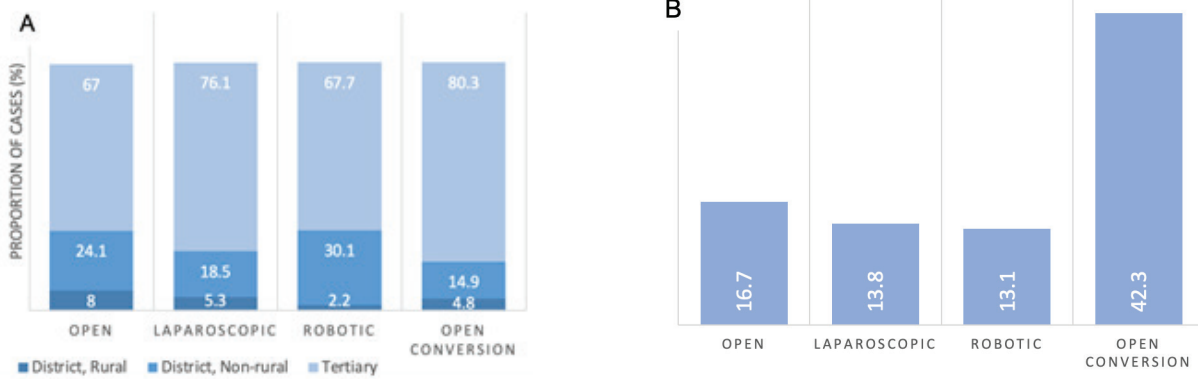 A
PROPORTION OF CASES (%)
67
76.1
67.7
80.3
24.1
18.5
30.1
14.9
8
5.3
2.2
4.8
OPEN
LAPAROSCOPIC
ROBOTIC
OPEN
CONVERSION
District, Rural
District, Non-rural
Tertiary
B
16.7
13.8
13.1
42.3
OPEN
LAPAROSCOPIC
ROBOTIC
OPEN
CONVERSION